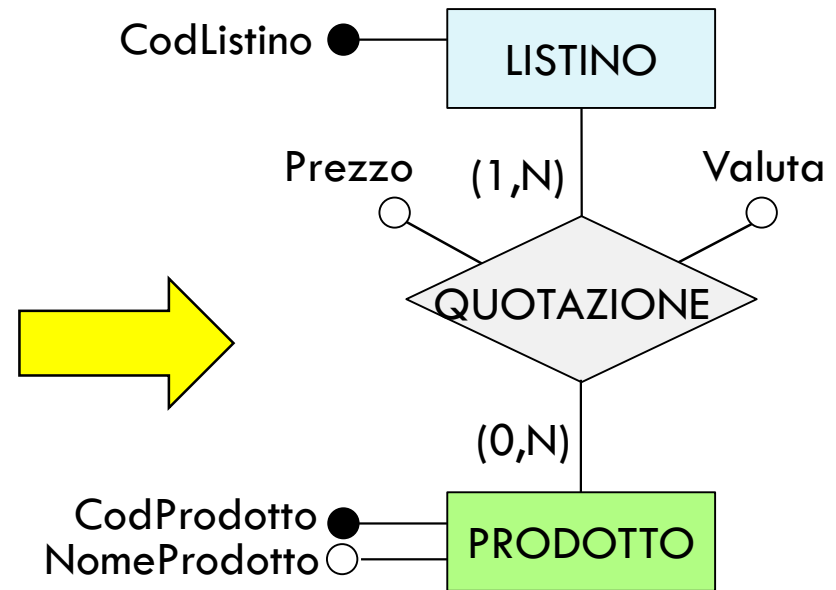 CodListino
LISTINO
Prezzo
(1,N)
Valuta
QUOTAZIONE
(0,N)
CodProdotto
NomeProdotto
PRODOTTO